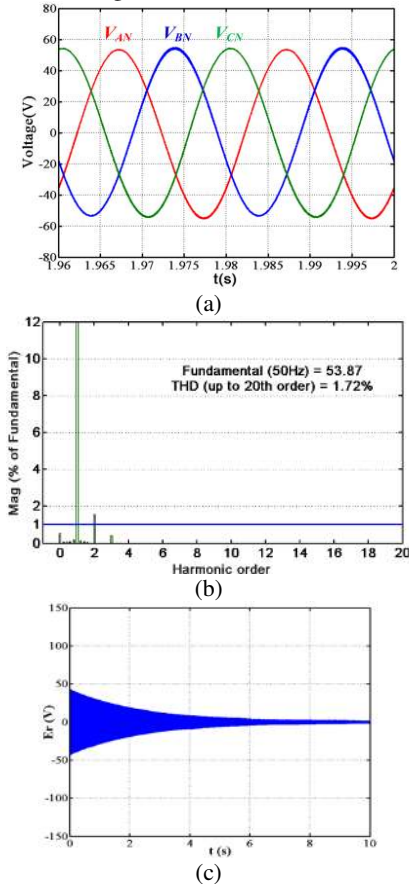 80
V_AN V_BN V_CN
60
40
20
0
-20
-40
-60
-80
Voltage(V)
1.96 1.965 1.97 1.975 1.98 1.985 1.99 1.995 2
t(s)
(a)
12
10
8
6
4
2
1
0
Mag (% of Fundamental)
Fundamental (50Hz) = 53.87
THD (up to 20th order) = 1.72%
0 2 4 6 8 10 12 14 16 18 20
Harmonic order
(b)
150
100
50
0
-50
-100
-150
Er (V)
0 2 4 6 8 10
t (s)
(c)